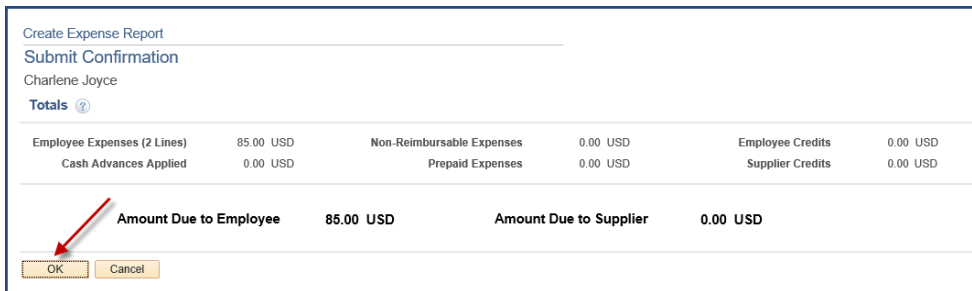 Create Expense Report
Submit Confirmation
Charlene Joyce
Totals ?
Employee Expenses (2 Lines) 85.00 USD Non-Reimbursable Expenses 0.00 USD Employee Credits 0.00 USD
Cash Advances Applied 0.00 USD Prepaid Expenses 0.00 USD Supplier Credits 0.00 USD
Amount Due to Employee 85.00 USD Amount Due to Supplier 0.00 USD
OK Cancel